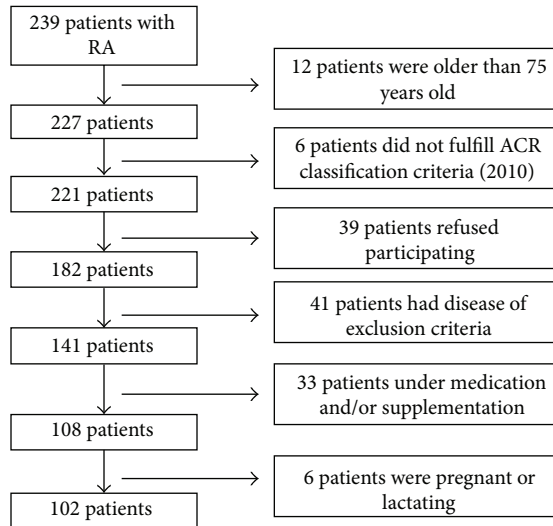 239 patients with
RA
12 patients were older than 75
years old
227 patients
6 patients did not fulfill ACR
classification criteria (2010)
221 patients
39 patients refused
participating
182 patients
41 patients had disease of
exclusion criteria
141 patients
33 patients under medication
and/or supplementation
108 patients
6 patients were pregnant or
lactating
102 patients